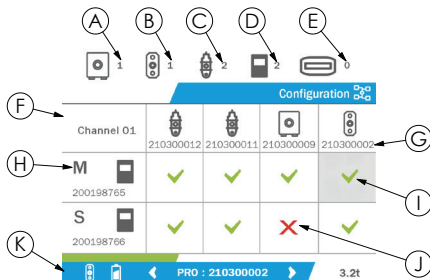 A B C D E
1 1 2 2 0
Configuration
F Channel 01
210300012 210300011 210300009 210300002 G
H M
200198765 I
S
200198766 J
K PRO : 210300002 3.2t